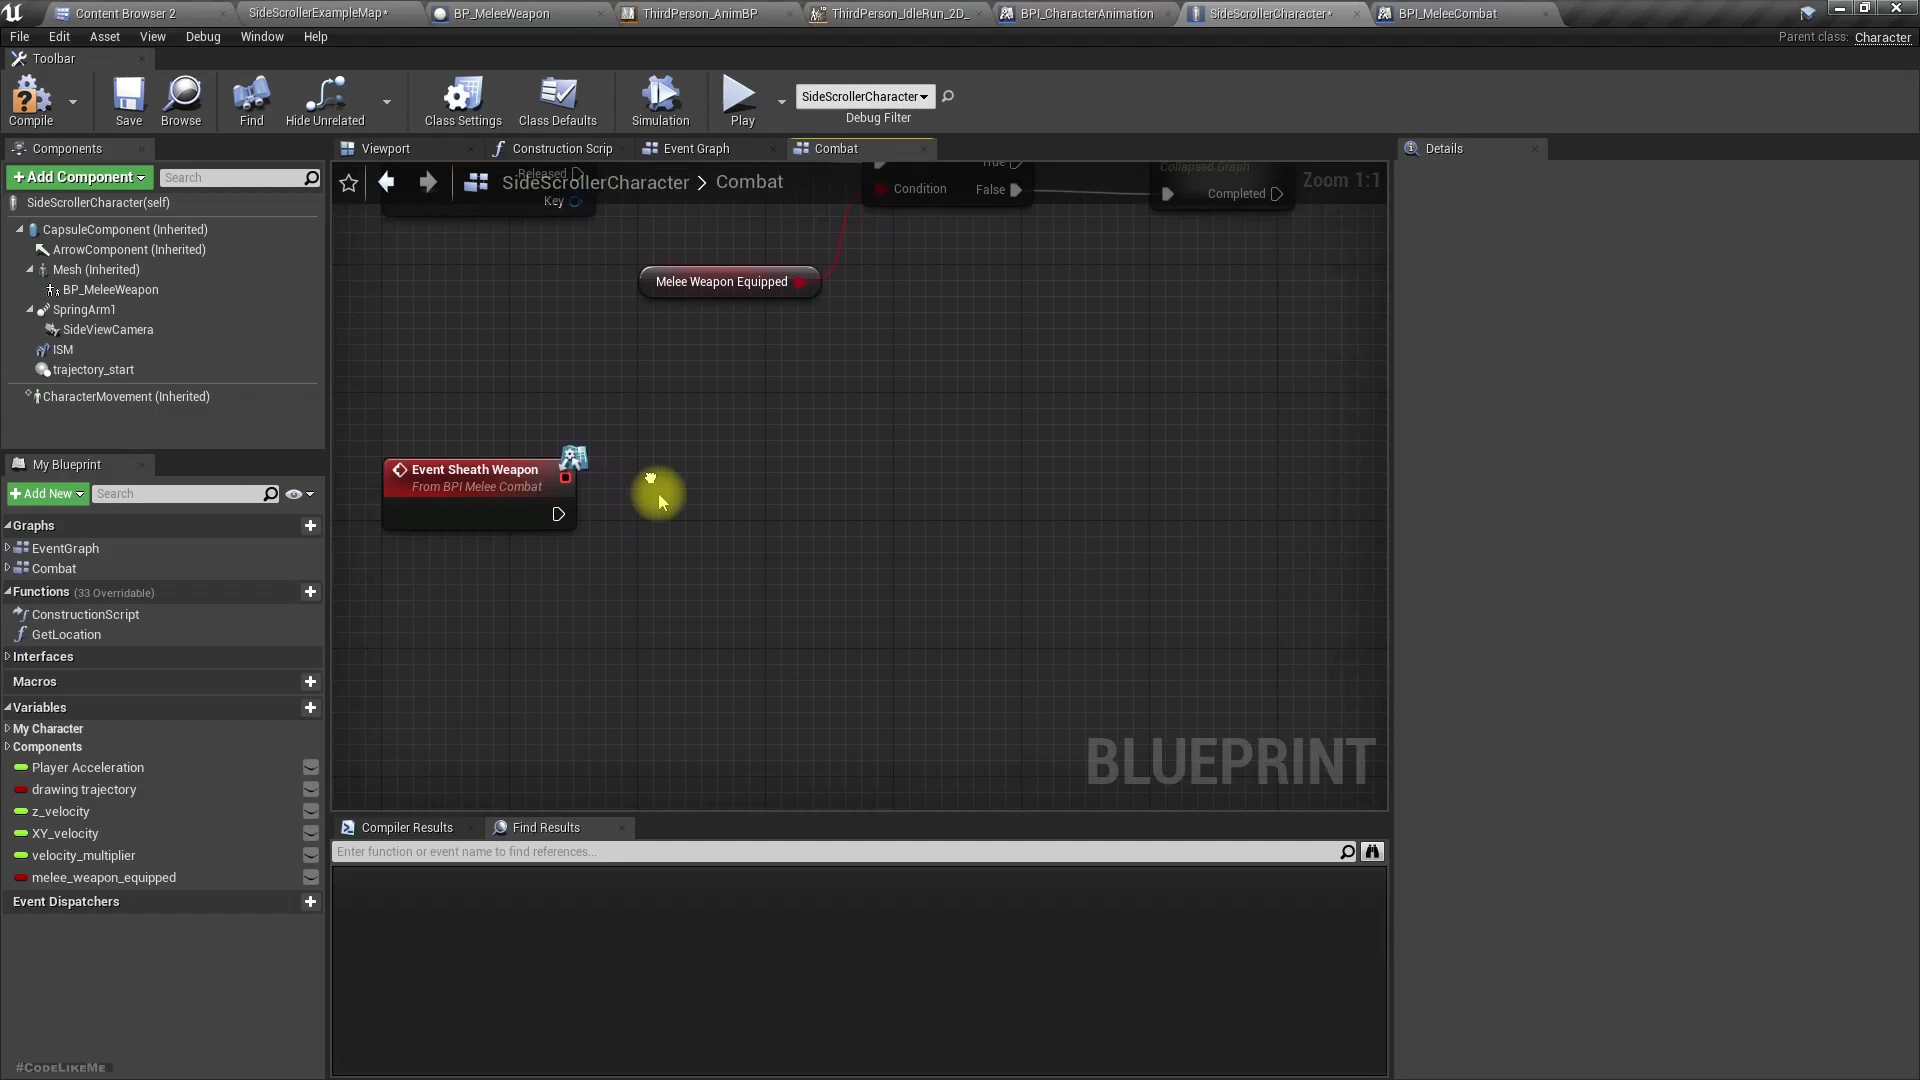 Content Browser 2
SideScrollerExampleMap*
BP_MeleeWeapon
ThirdPerson_AnimBP
ThirdPerson_IdleRun_2D_
BPI_CharacterAnimation
SideScrollerCharacter*
BPI_MeleeCombat
File Edit Asset View Debug Window Help
Parent class: Character
Toolbar
Compile
Save
Browse
Find
Hide Unrelated
Class Settings
Class Defaults
Simulation
Play
SideScrollerCharacter
Debug Filter
Components
+Add Component
Search
SideScrollerCharacter(self)
CapsuleComponent (Inherited)
ArrowComponent (Inherited)
Mesh (Inherited)
BP_MeleeWeapon
SpringArm1
SideViewCamera
ISM
trajectory_start
CharacterMovement (Inherited)
My Blueprint
+Add New
Search
Graphs
EventGraph
Combat
Functions (33 Overridable)
ConstructionScript
GetLocation
Interfaces
Macros
Variables
My Character
Components
Player Acceleration
drawing trajectory
z_velocity
XY_velocity
velocity_multiplier
melee_weapon_equipped
Event Dispatchers
#CodeLikeMe
Viewport
Construction Scrip
Event Graph
Combat
SideScrollerCharacter > Combat
Zoom 1:1
Released
Key
True
Condition
False
Collapsed Graph
Completed
Melee Weapon Equipped
Event Sheath Weapon
From BPI Melee Combat
BLUEPRINT
Compiler Results
Find Results
Enter function or event name to find references...
Details